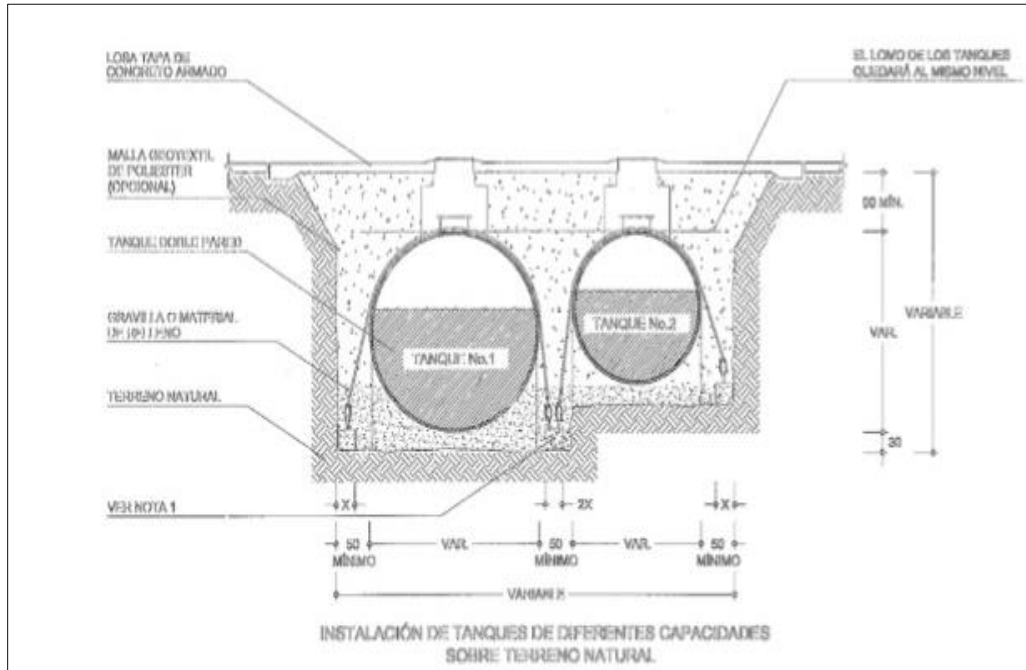 LOSA TAPA DE
CONCRETO ARMADO
EL LOMO DE LOS TANQUES
QUEDARÁ AL MISMO NIVEL
MALLA GEOTEXTIL
DE POLIESTER
(OPCIONAL)
TANQUE DOBLE PARED
GRAVILLA O MATERIAL
DE RELLENO
TERRENO NATURAL
VER NOTA 1
TANQUE No.1
TANQUE No.2
MÍN.
VAR.
VARIABLE
30
X
2X
X
50
MÍNIMO
VAR.
50
MÍNIMO
VAR.
50
MÍNIMO
VARIABLE
INSTALACIÓN DE TANQUES DE DIFERENTES CAPACIDADES
SOBRE TERRENO NATURAL